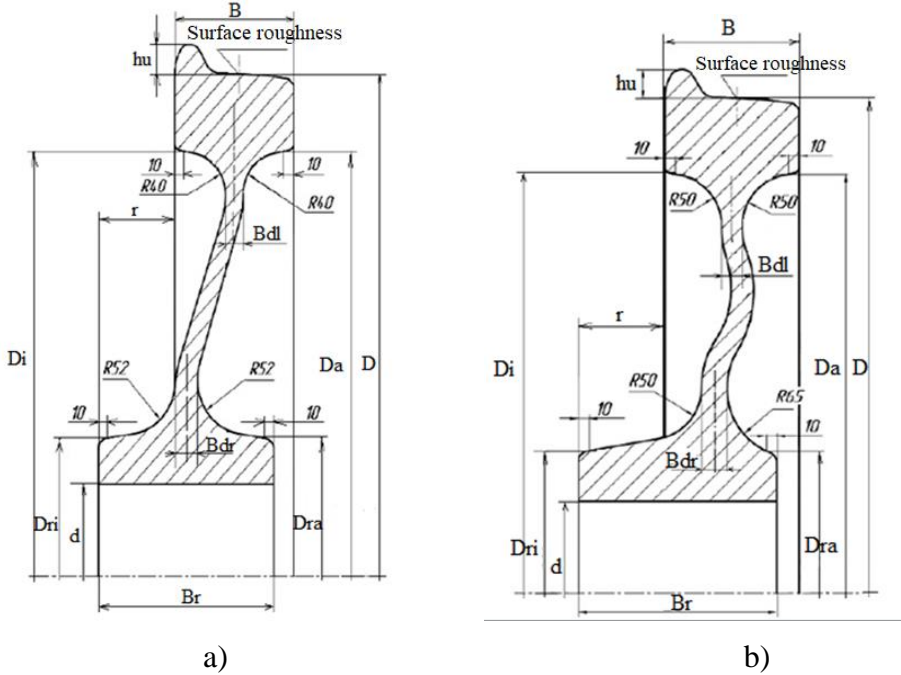 B
Surface roughness
hu
10
10
R40
R40
r
Bdl
Di
Da
D
R52
R52
10
10
Bdr
Dri
d
Dra
Br
a)
B
Surface roughness
hu
10
10
R50
R50
Bdl
r
Di
Da
D
R50
R65
10
10
Bdr
Dri
d
Dra
Br
b)